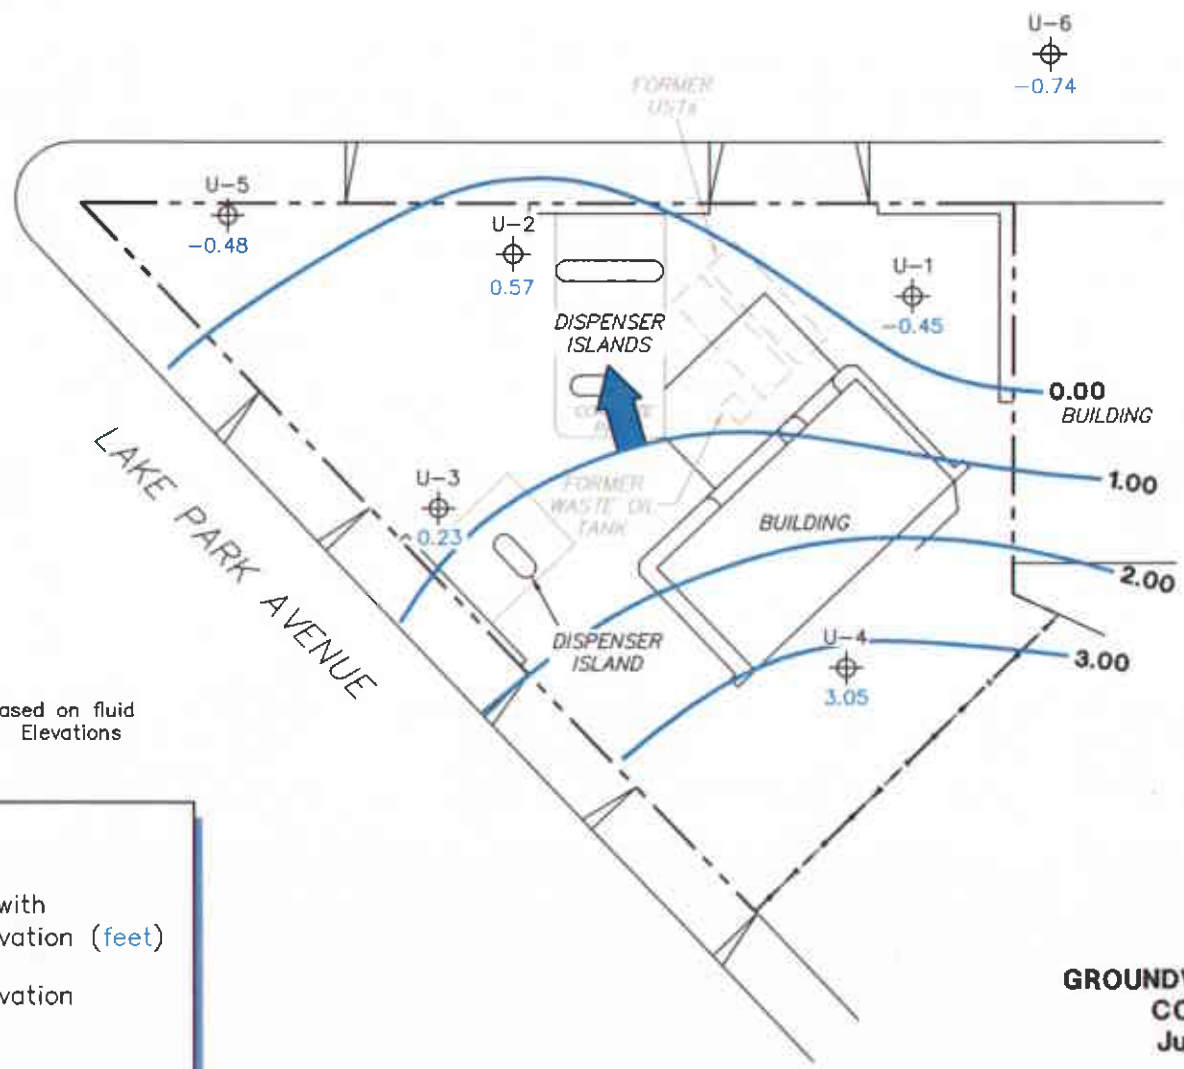 U-6
-0.74
FORMER
USTs
U-5
-0.48
U-2
0.57
U-1
-0.45
DISPENSER
ISLANDS
0.00
BUILDING
1.00
U-3
0.23
FORMER
WASTE OIL
TANK
BUILDING
2.00
LAKE PARK AVENUE
DISPENSER
ISLAND
U-4
3.05
3.00
ased on fluid
Elevations
with
vation (feet)
vation
GROUNDW
CO
Ju